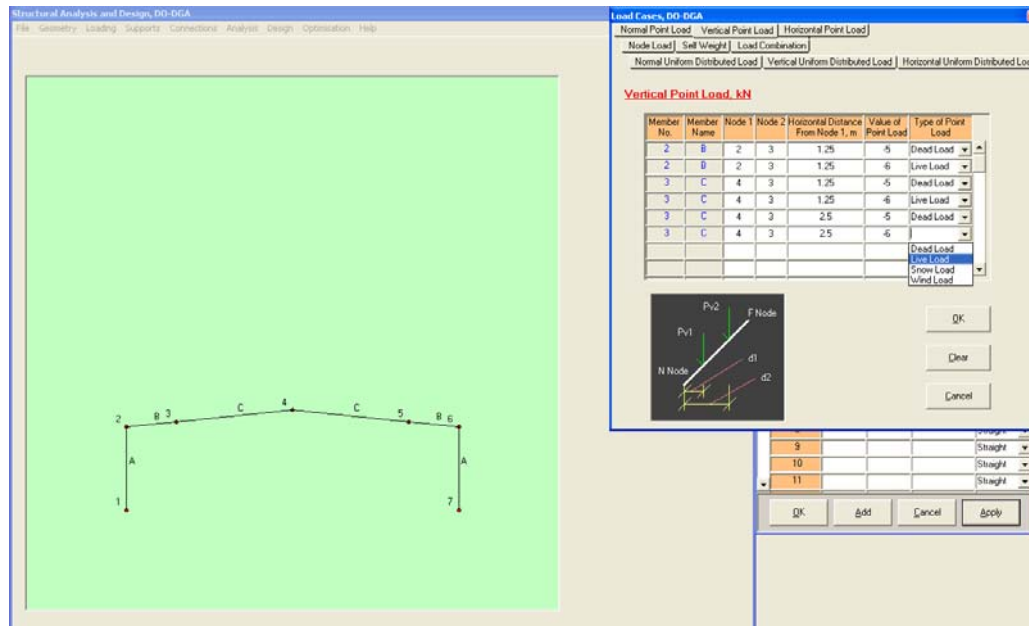 Structural Analysis and Design, DO-DGA
File Geometry Loading Supports Connections Analysis Design Optimisation Help
Load Cases, DO-DGA
Normal Point Load Vertical Point Load Horizontal Point Load
Node Load Self Weight Load Combination
Normal Uniform Distributed Load Vertical Uniform Distributed Load Horizontal Uniform Distributed Loa
Vertical Point Load, kN
Member No. Member Name Node 1 Node 2 Horizontal Distance From Node 1, m Value of Point Load Type of Point Load
2 B 2 3 1.25 -5 Dead Load
2 B 2 3 1.25 -6 Live Load
3 C 4 3 1.25 -5 Dead Load
3 C 4 3 1.25 -6 Live Load
3 C 4 3 2.5 -5 Dead Load
3 C 4 3 2.5 -6
Dead Load
Live Load
Snow Load
Wind Load
Pv2
F Node
Pv1
d1
N Node
d2
OK
Clear
Cancel
9 Straight
10 Straight
11 Straight
OK Add Cancel Apply
2 B 3 C 4 C 5 B 6
A A
1 7